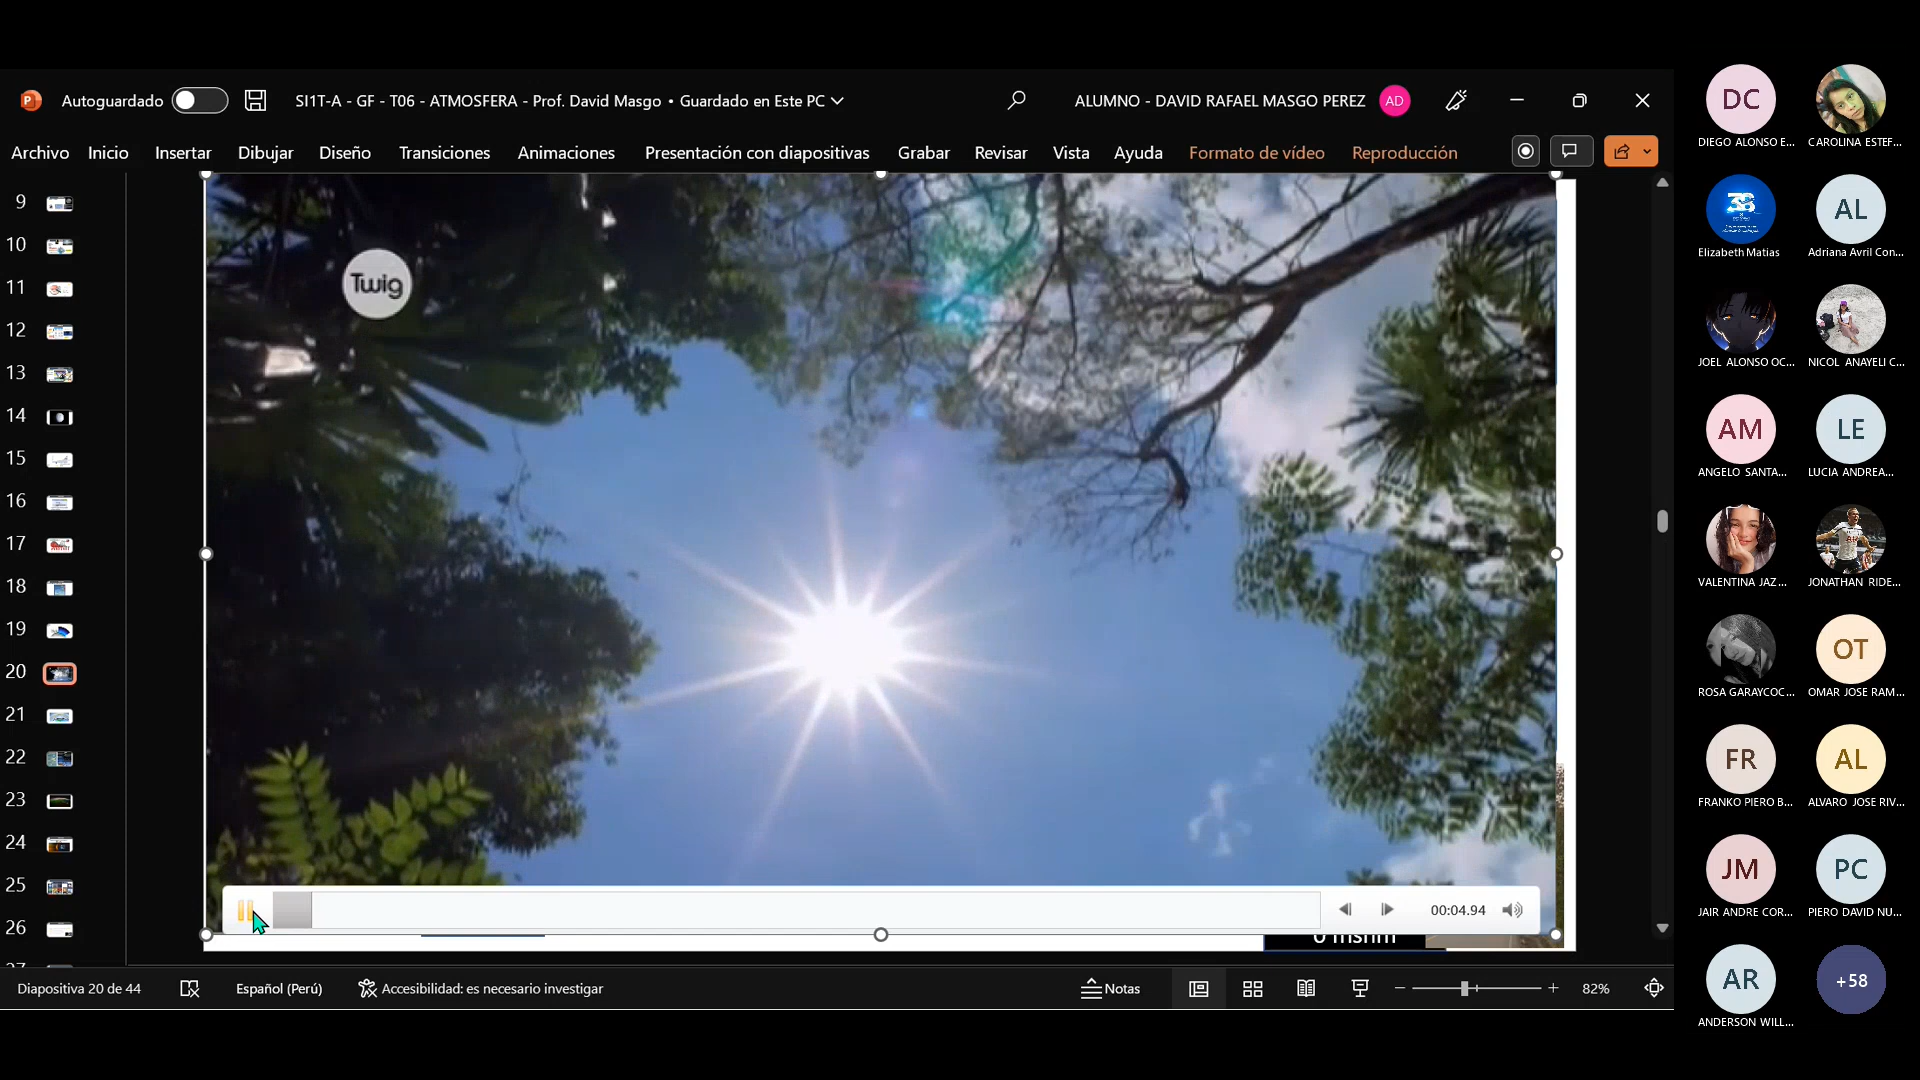 Autoguardado
SI1T-A - GF - T06 - ATMOSFERA - Prof. David Masgo • Guardado en Este PC
ALUMNO - DAVID RAFAEL MASGO PEREZ
AD
Archivo Inicio Insertar Dibujar Diseño Transiciones Animaciones Presentación con diapositivas Grabar Revisar Vista Ayuda Formato de vídeo Reproducción
9
10
11
12
13
14
15
16
17
18
19
20
21
22
23
24
25
26
Twig
00:04.94
0 msnm
Diapositiva 20 de 44
Español (Perú)
Accesibilidad: es necesario investigar
Notas
82%
DC
DIEGO ALONSO E...
CAROLINA ESTEF...
38
Elizabeth Matias
AL
Adriana Avril Con...
JOEL ALONSO OC...
NICOL ANAYELI C...
AM
ANGELO SANTA...
LE
LUCIA ANDREA...
VALENTINA JAZ...
JONATHAN RIDE...
ROSA GARAYCOC...
OT
OMAR JOSE RAM...
FR
FRANKO PIERO B...
AL
ALVARO JOSE RIV...
JM
JAIR ANDRE COR...
PC
PIERO DAVID NU...
AR
ANDERSON WILL...
+58